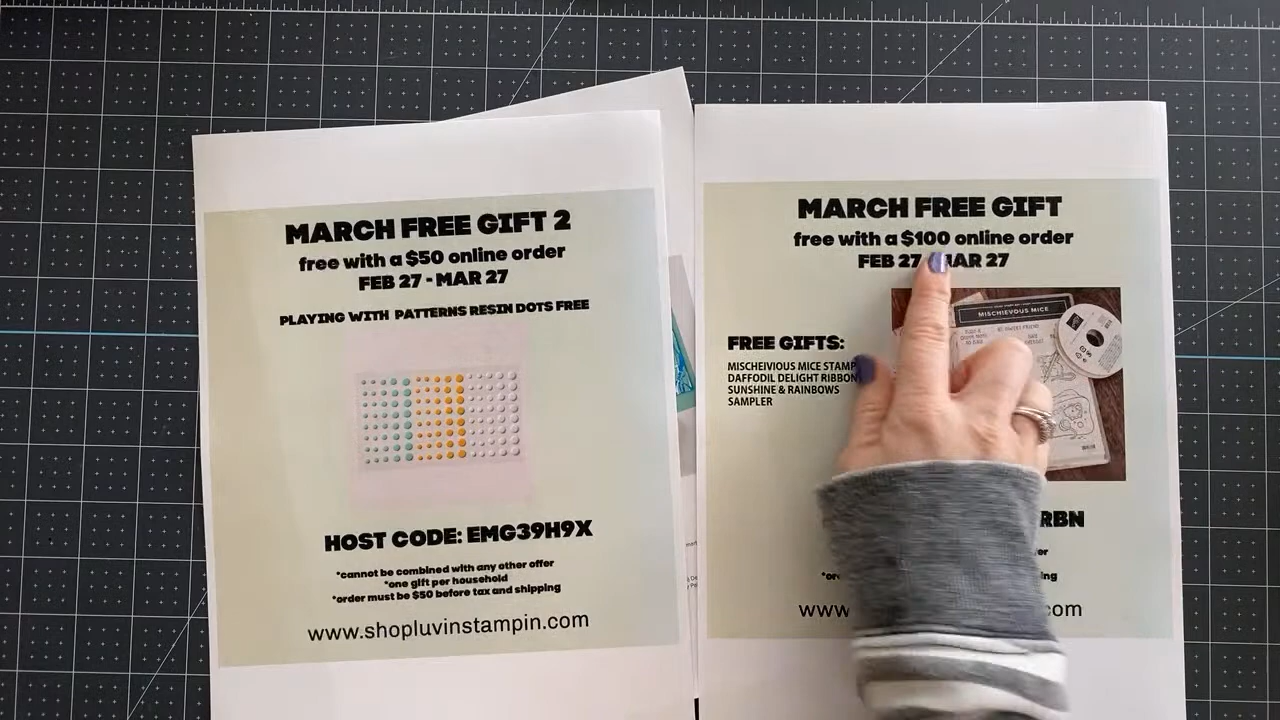 MARCH FREE GIFT 2
free with a $50 online order
FEB 27 - MAR 27
PLAYING WITH PATTERNS RESIN DOTS FREE
HOST CODE: EMG39H9X
*cannot be combined with any other offer
*one gift per household
*order must be $50 before tax and shipping
www.shopluvinstampin.com
MARCH FREE GIFT
free with a $100 online order
FEB 27 MAR 27
MISCHIEVOUS MICE
FREE GIFTS:
MISCHEIVIOUS MICE STAMP
DAFFODIL DELIGHT RIBBON
SUNSHINE & RAINBOWS
SAMPLER
RBN
www com